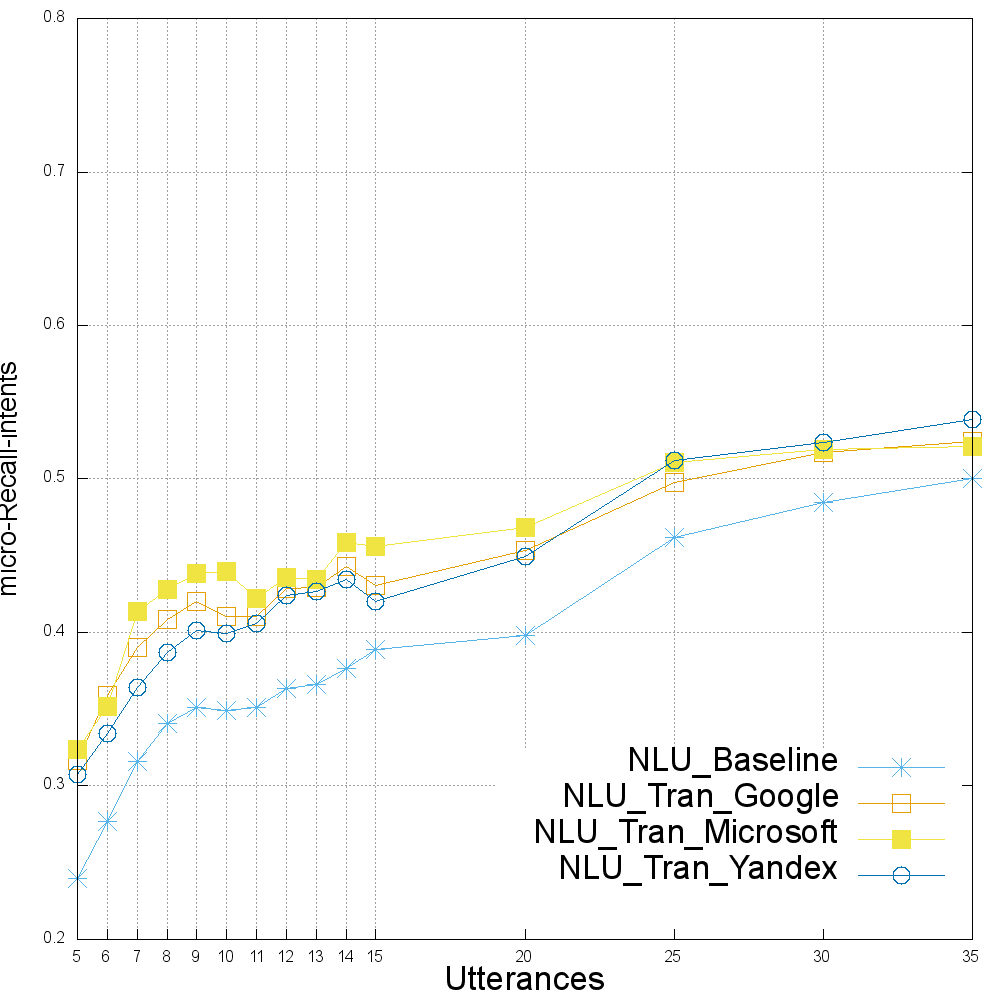 0.8
0.7
0.6
0.5
0.4
0.3
0.2
micro-Recall-intents
NLU_Baseline
NLU_Tran_Google
NLU_Tran_Microsoft
NLU_Tran_Yandex
5 6 7 8 9 10 11 12 13 14 15 20 25 30 35
Utterances